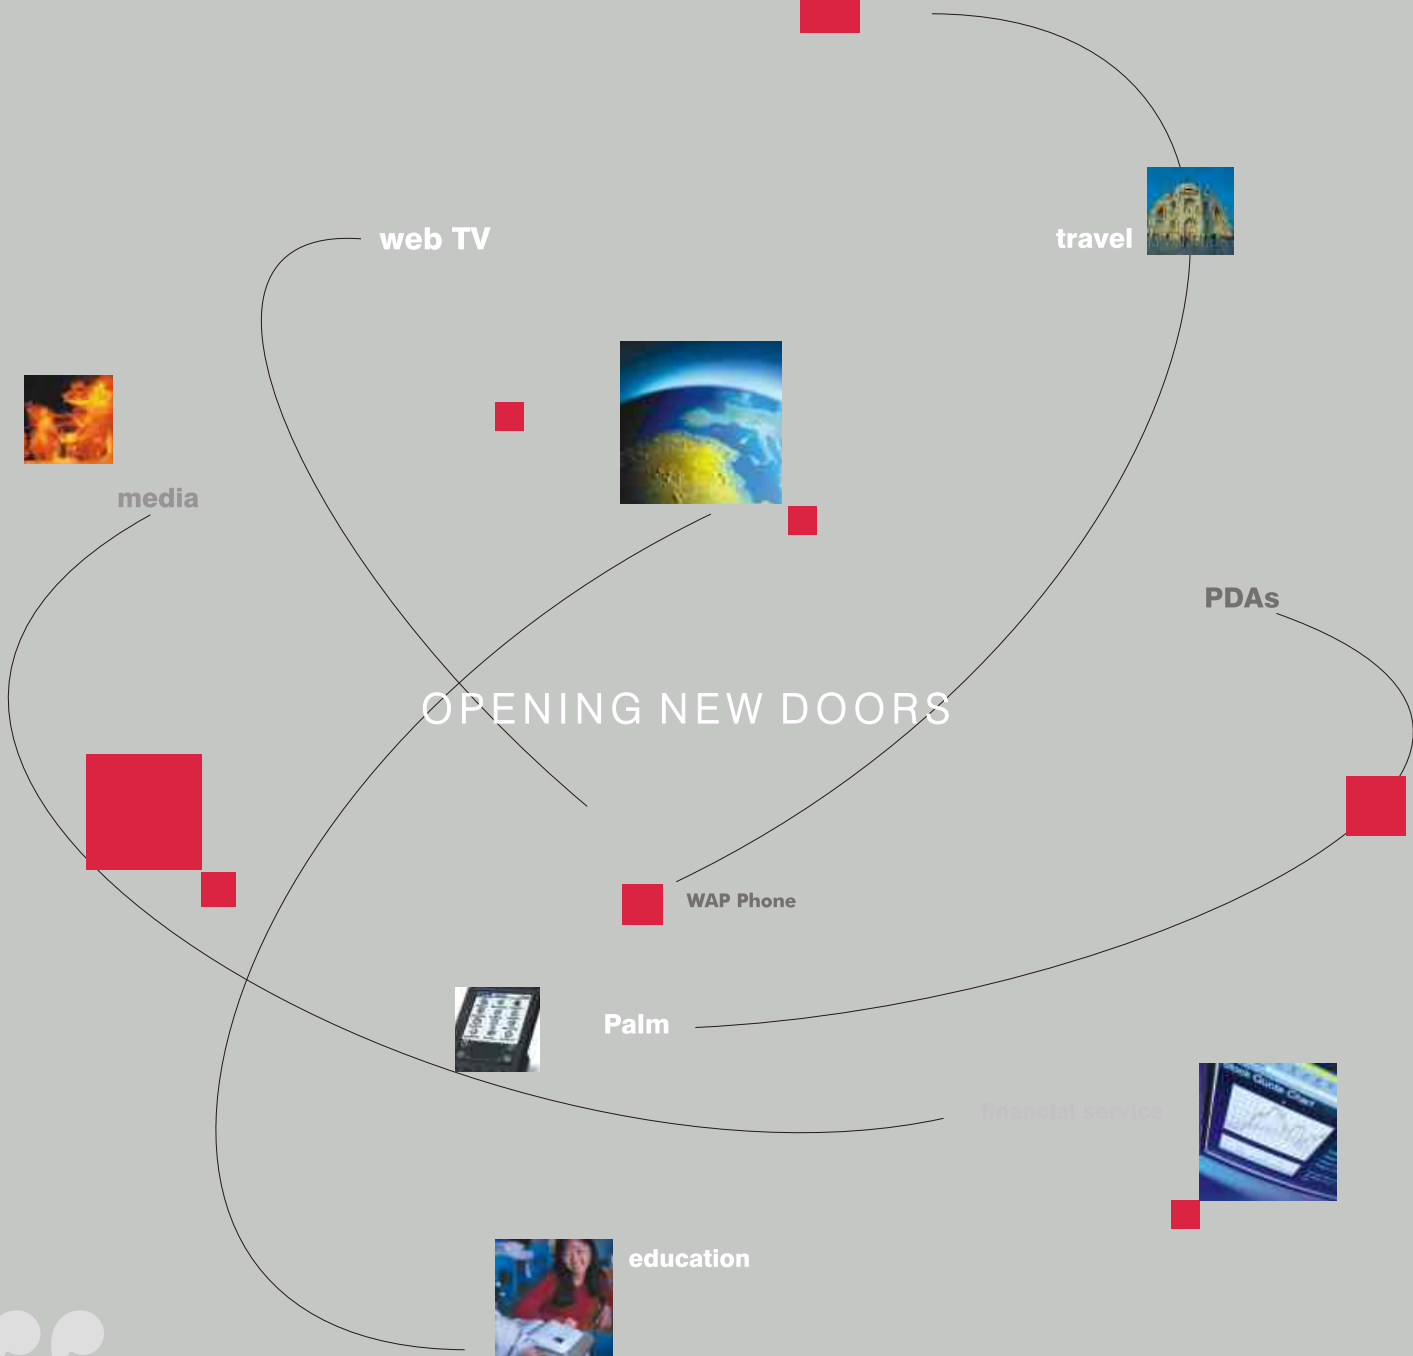 web TV
travel
media
PDAs
OPENING NEW DOORS
WAP Phone
Palm
financial service
education